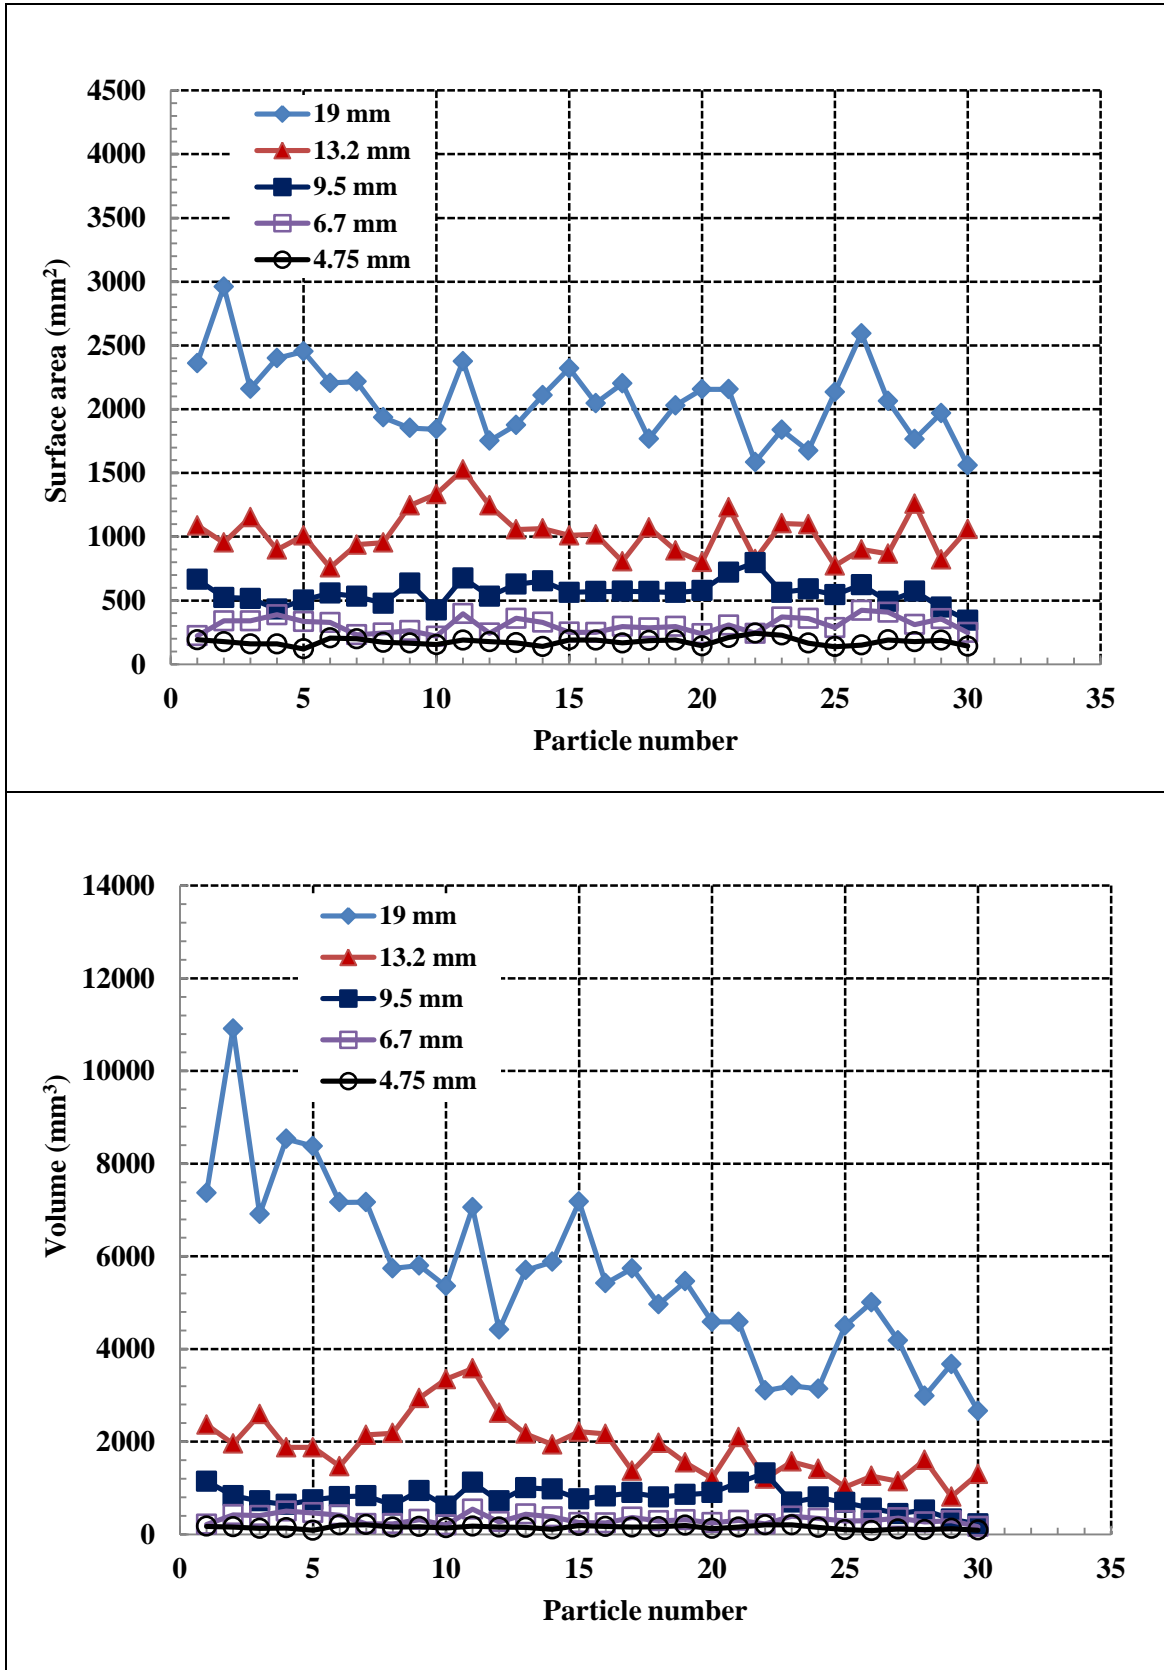 4500
4000
3500
3000
2500
2000
1500
1000
500
0
Surface area (mm²)
19 mm
13.2 mm
9.5 mm
6.7 mm
4.75 mm
0 5 10 15 20 25 30 35
Particle number
14000
12000
10000
8000
6000
4000
2000
0
Volume (mm³)
19 mm
13.2 mm
9.5 mm
6.7 mm
4.75 mm
0 5 10 15 20 25 30 35
Particle number